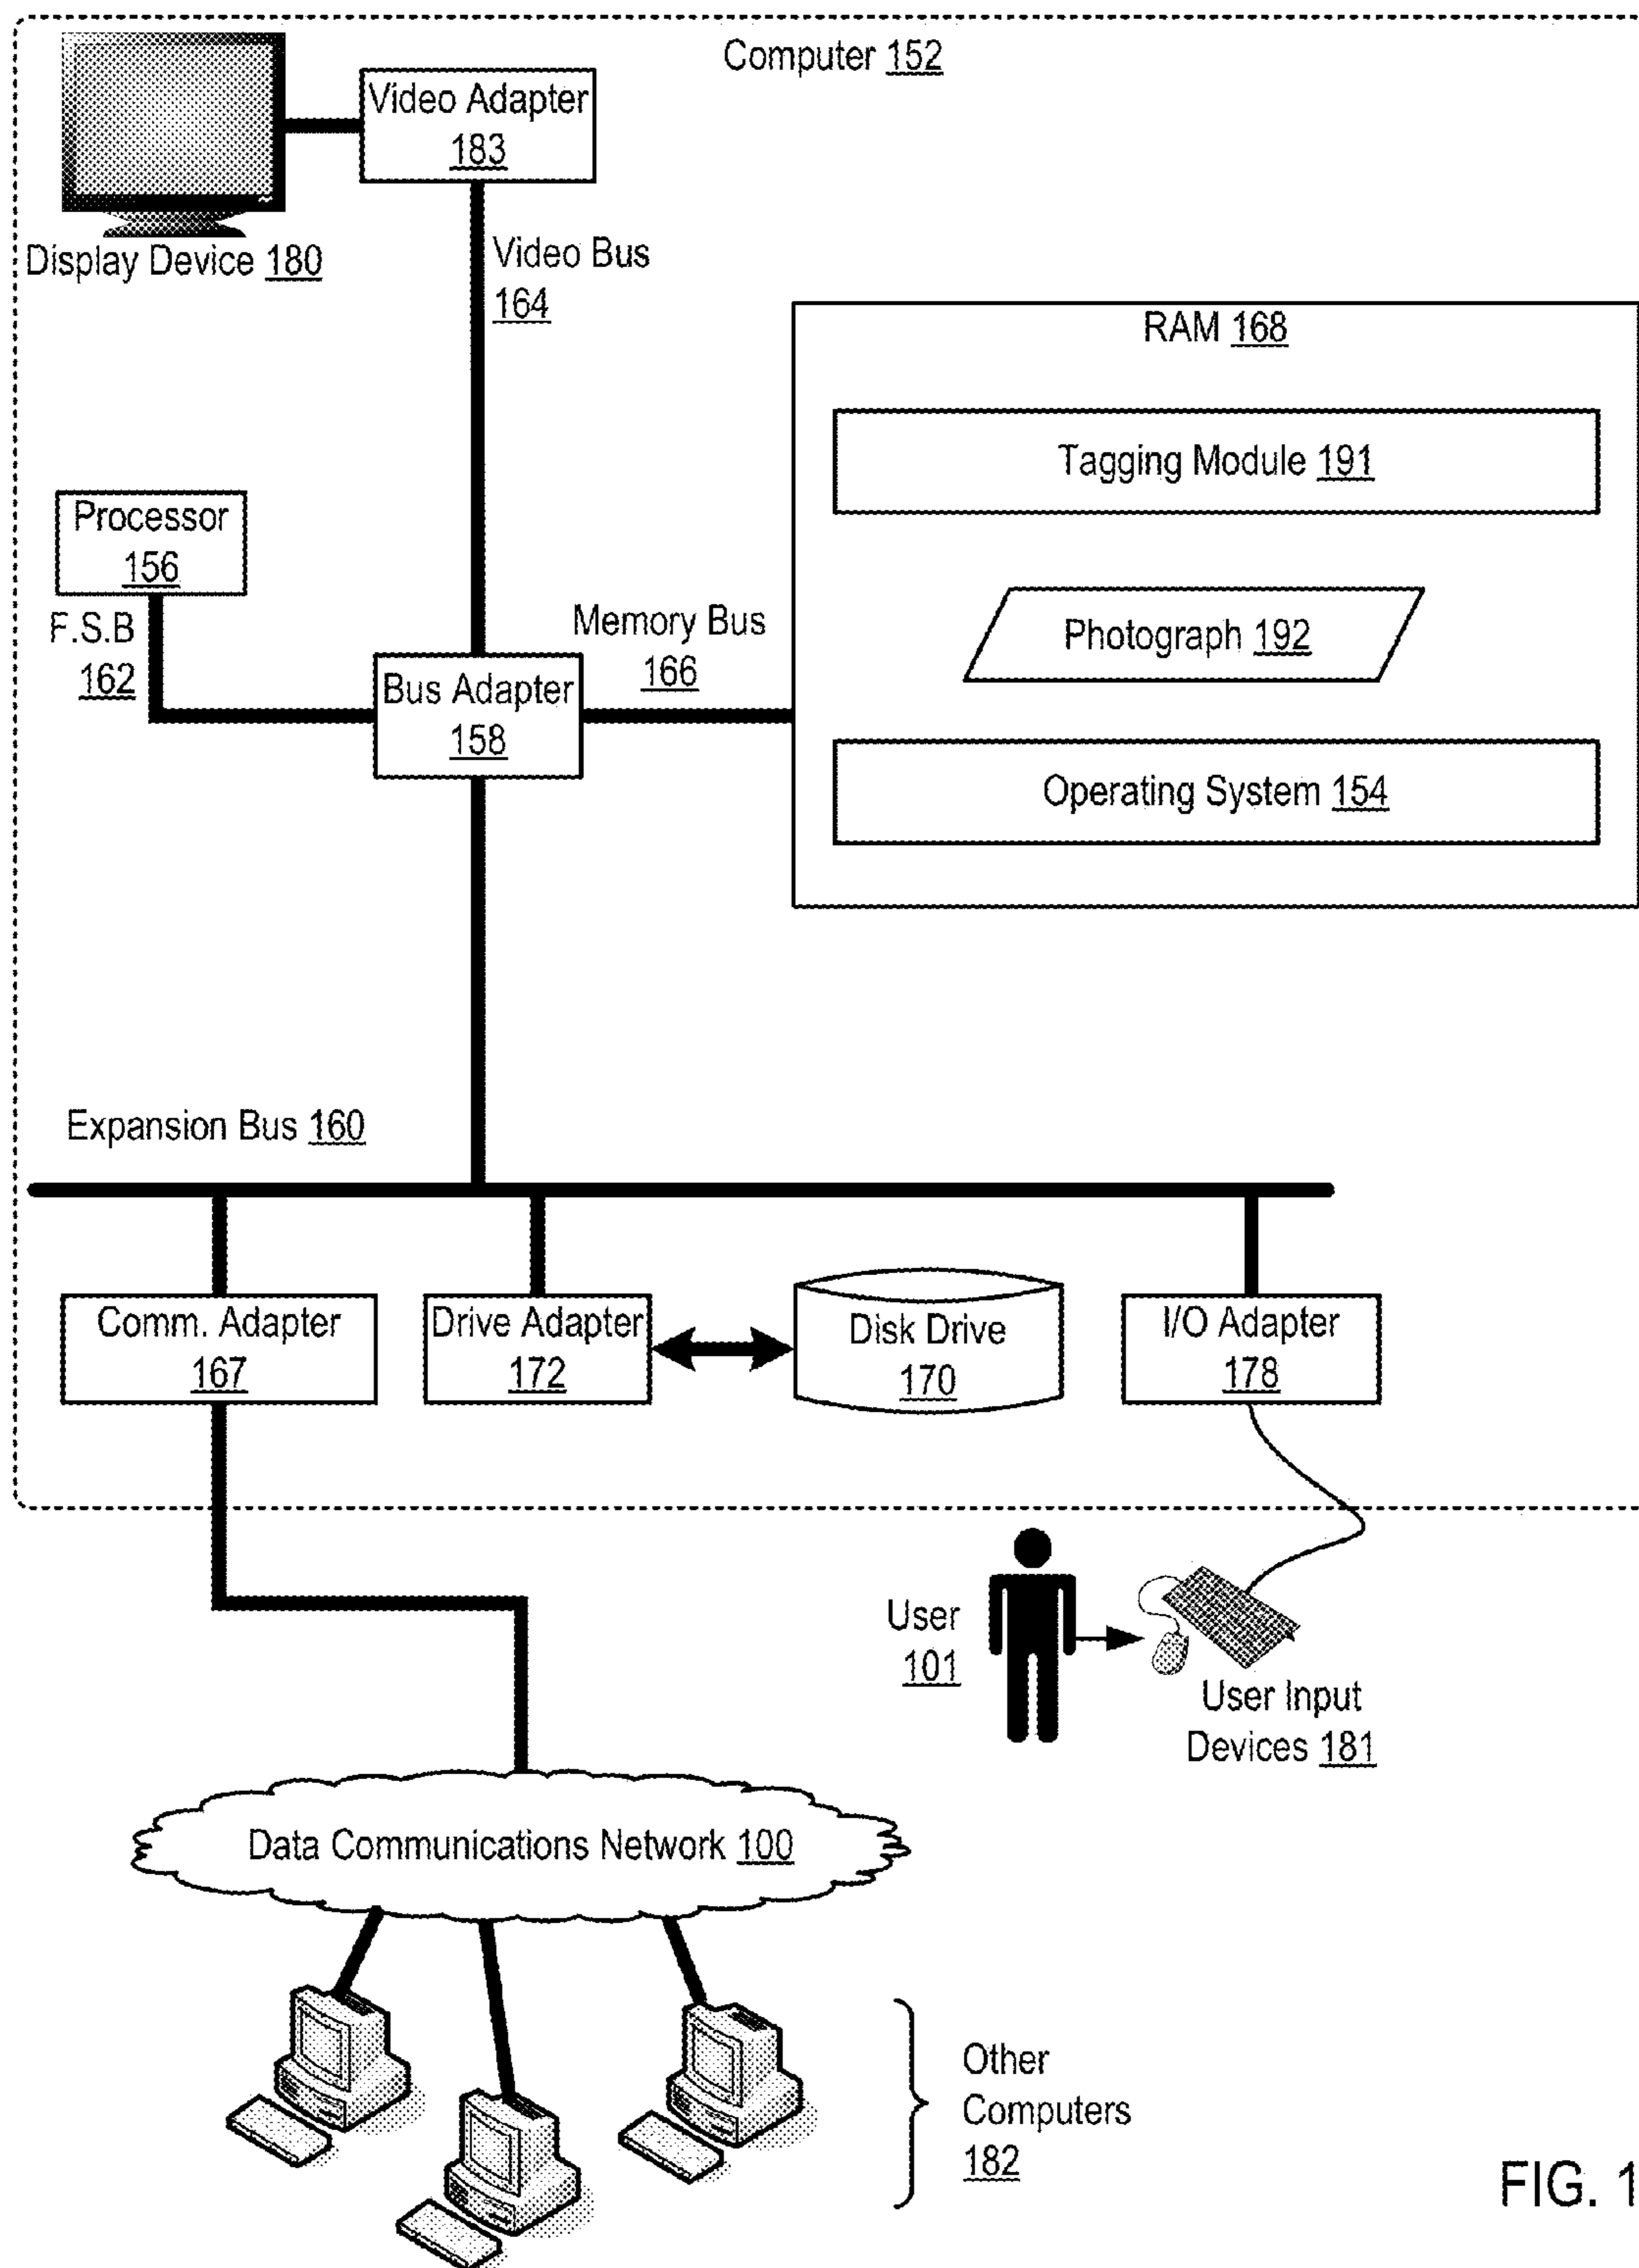 Computer 152
Video Adapter
183
Display Device 180
Video Bus
164
RAM 168
Tagging Module 191
Processor
156
F.S.B
162
Memory Bus
166
Photograph 192
Bus Adapter
158
Operating System 154
Expansion Bus 160
Comm. Adapter
167
Drive Adapter
172
Disk Drive
170
I/O Adapter
178
User
101
User Input
Devices 181
Data Communications Network 100
Other
Computers
182
FIG. 1